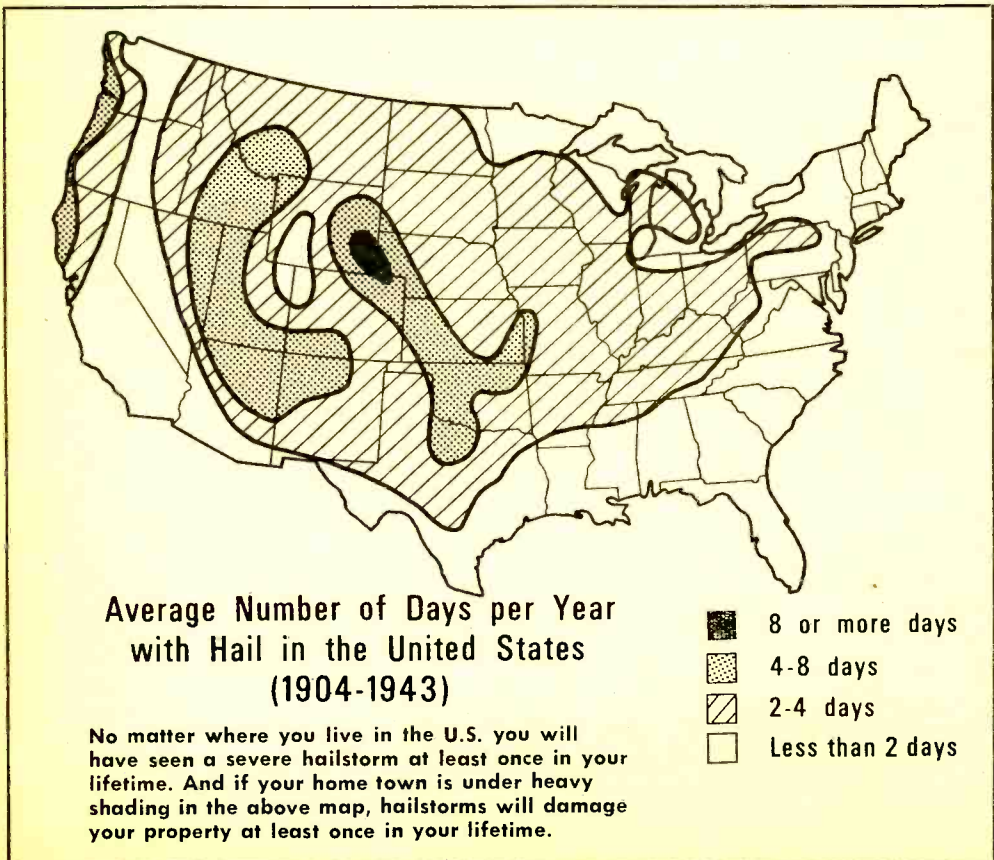 Average Number of Days per Year
with Hail in the United States
(1904-1943)
No matter where you live in the U.S. you will
have seen a severe hailstorm at least once in your
lifetime. And if your home town is under heavy
shading in the above map, hailstorms will damage
your property at least once in your lifetime.
8 or more days
4-8 days
2-4 days
Less than 2 days